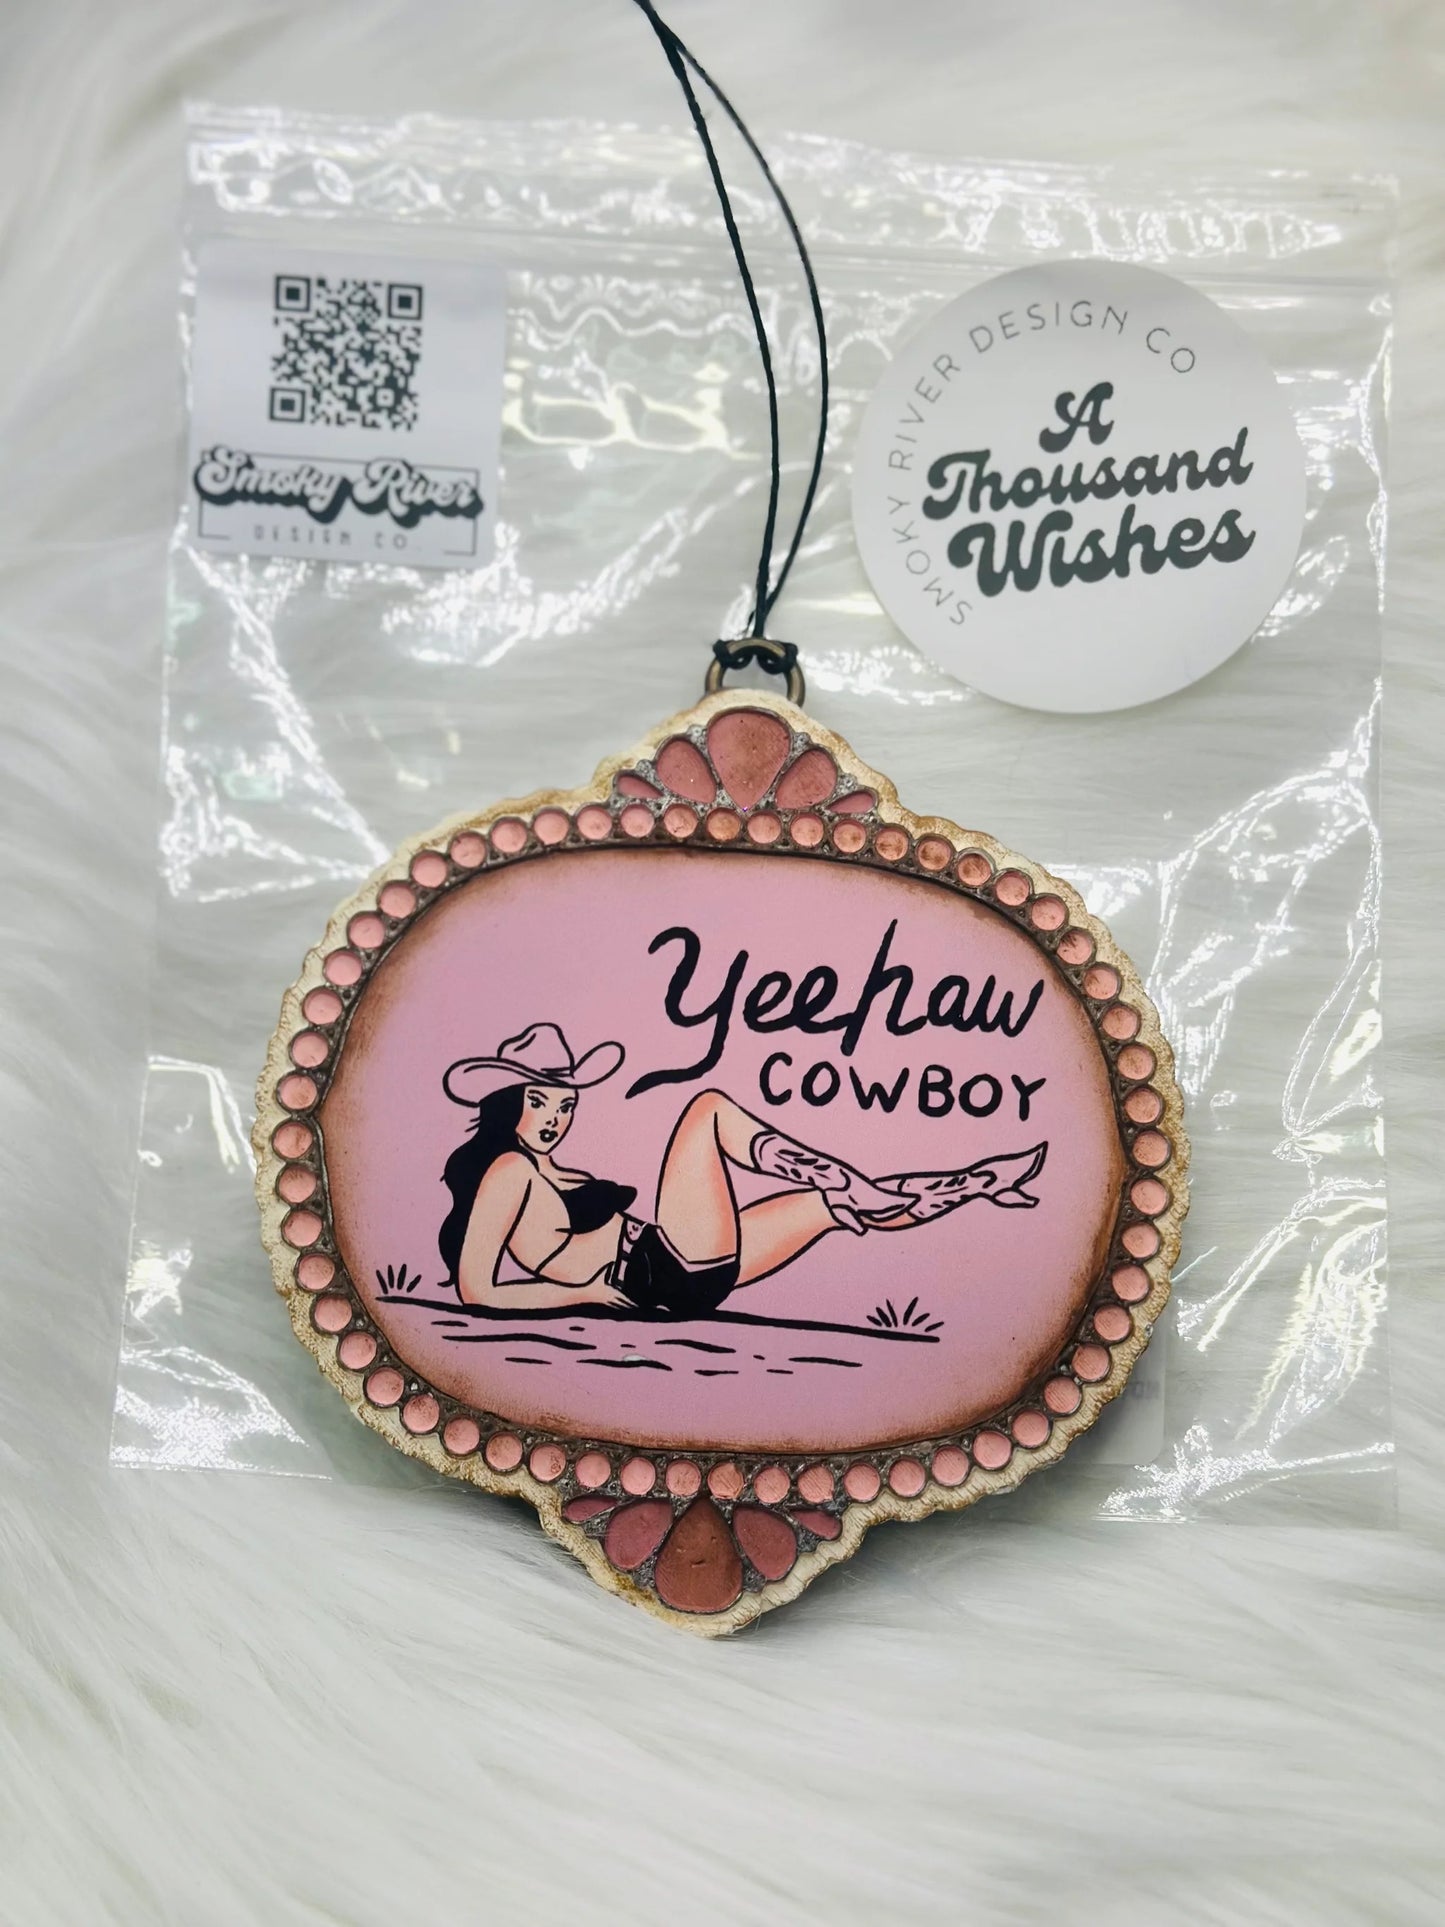 Smoky River
DESIGN CO.
SMOKY RIVER DESIGN CO
A
Thousand
Wishes
Yeehaw
COWBOY